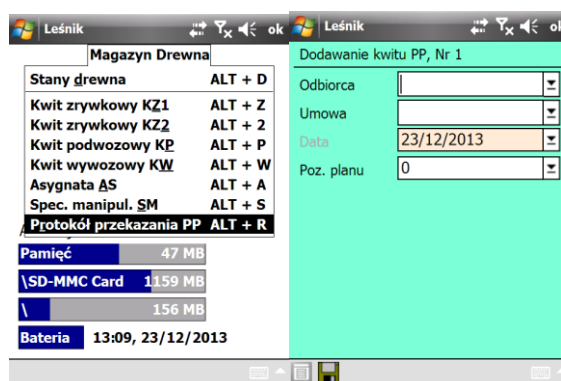 Leśnik ok
Magazyn Drewna
Stany drewna ALT + D
Kwit zrywkowy KZ1 ALT + Z
Kwit zrywkowy KZ2 ALT + 2
Kwit podwozowy KP ALT + P
Kwit wywozowy KW ALT + W
Asygnata AS ALT + A
Spec. manipul. SM ALT + S
Protokół przekazania PP ALT + R
Pamięć 47 MB
\SD-MMC Card 1159 MB
\ 156 MB
Bateria 13:09, 23/12/2013
Leśnik ok
Dodawanie kwitu PP, Nr 1
Odbiorca
Umowa
Data 23/12/2013
Poz. planu 0